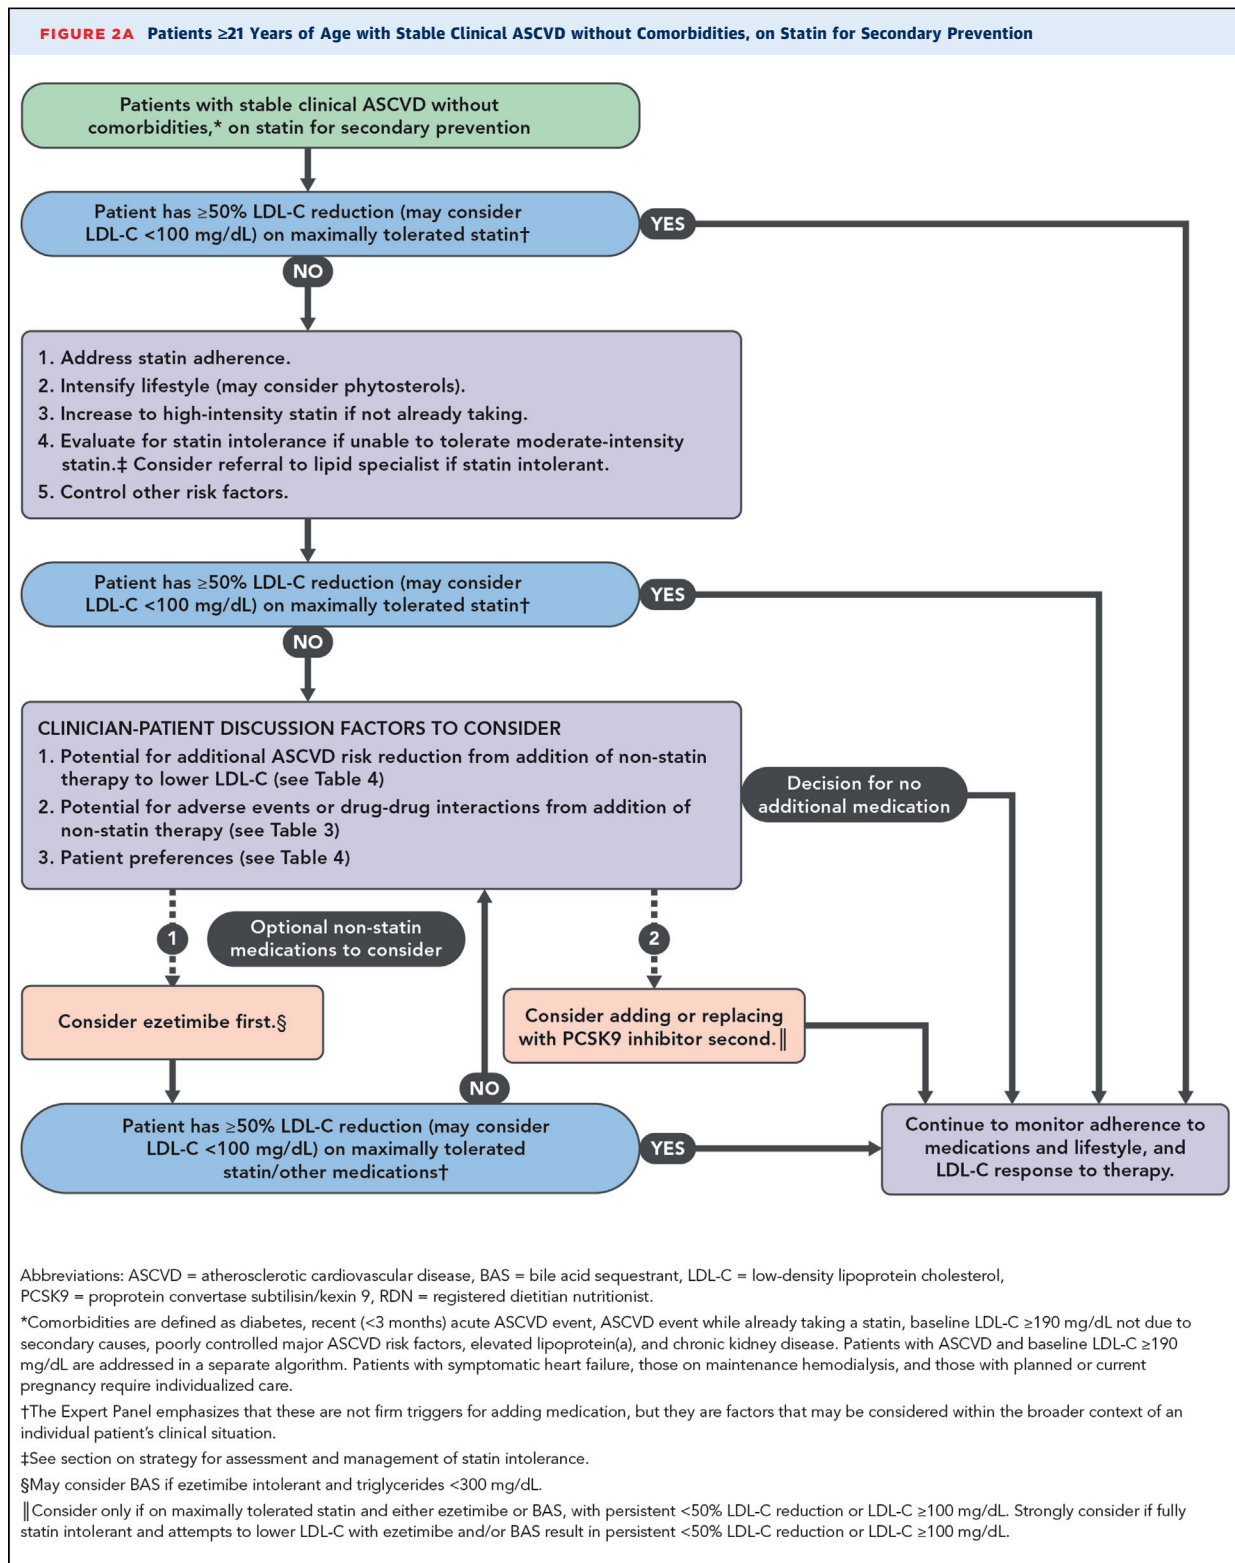 FIGURE 2A Patients ≥21 Years of Age with Stable Clinical ASCVD without Comorbidities, on Statin for Secondary Prevention
Patients with stable clinical ASCVD without
comorbidities,* on statin for secondary prevention
Patient has ≥50% LDL-C reduction (may consider
LDL-C <100 mg/dL) on maximally tolerated statin†
YES
NO
1. Address statin adherence.
2. Intensify lifestyle (may consider phytosterols).
3. Increase to high-intensity statin if not already taking.
4. Evaluate for statin intolerance if unable to tolerate moderate-intensity
statin.‡ Consider referral to lipid specialist if statin intolerant.
5. Control other risk factors.
Patient has ≥50% LDL-C reduction (may consider
LDL-C <100 mg/dL) on maximally tolerated statin†
YES
NO
CLINICIAN-PATIENT DISCUSSION FACTORS TO CONSIDER
1. Potential for additional ASCVD risk reduction from addition of non-statin
therapy to lower LDL-C (see Table 4)
2. Potential for adverse events or drug-drug interactions from addition of
non-statin therapy (see Table 3)
3. Patient preferences (see Table 4)
Decision for no
additional medication
1
Optional non-statin
medications to consider
2
Consider ezetimibe first.§
Consider adding or replacing
with PCSK9 inhibitor second.‖
NO
Patient has ≥50% LDL-C reduction (may consider
LDL-C <100 mg/dL) on maximally tolerated
statin/other medications†
YES
Continue to monitor adherence to
medications and lifestyle, and
LDL-C response to therapy.
Abbreviations: ASCVD = atherosclerotic cardiovascular disease, BAS = bile acid sequestrant, LDL-C = low-density lipoprotein cholesterol,
PCSK9 = proprotein convertase subtilisin/kexin 9, RDN = registered dietitian nutritionist.
*Comorbidities are defined as diabetes, recent (<3 months) acute ASCVD event, ASCVD event while already taking a statin, baseline LDL-C ≥190 mg/dL not due to
secondary causes, poorly controlled major ASCVD risk factors, elevated lipoprotein(a), and chronic kidney disease. Patients with ASCVD and baseline LDL-C ≥190
mg/dL are addressed in a separate algorithm. Patients with symptomatic heart failure, those on maintenance hemodialysis, and those with planned or current
pregnancy require individualized care.
†The Expert Panel emphasizes that these are not firm triggers for adding medication, but they are factors that may be considered within the broader context of an
individual patient's clinical situation.
‡See section on strategy for assessment and management of statin intolerance.
§May consider BAS if ezetimibe intolerant and triglycerides <300 mg/dL.
‖Consider only if on maximally tolerated statin and either ezetimibe or BAS, with persistent <50% LDL-C reduction or LDL-C ≥100 mg/dL. Strongly consider if fully
statin intolerant and attempts to lower LDL-C with ezetimibe and/or BAS result in persistent <50% LDL-C reduction or LDL-C ≥100 mg/dL.